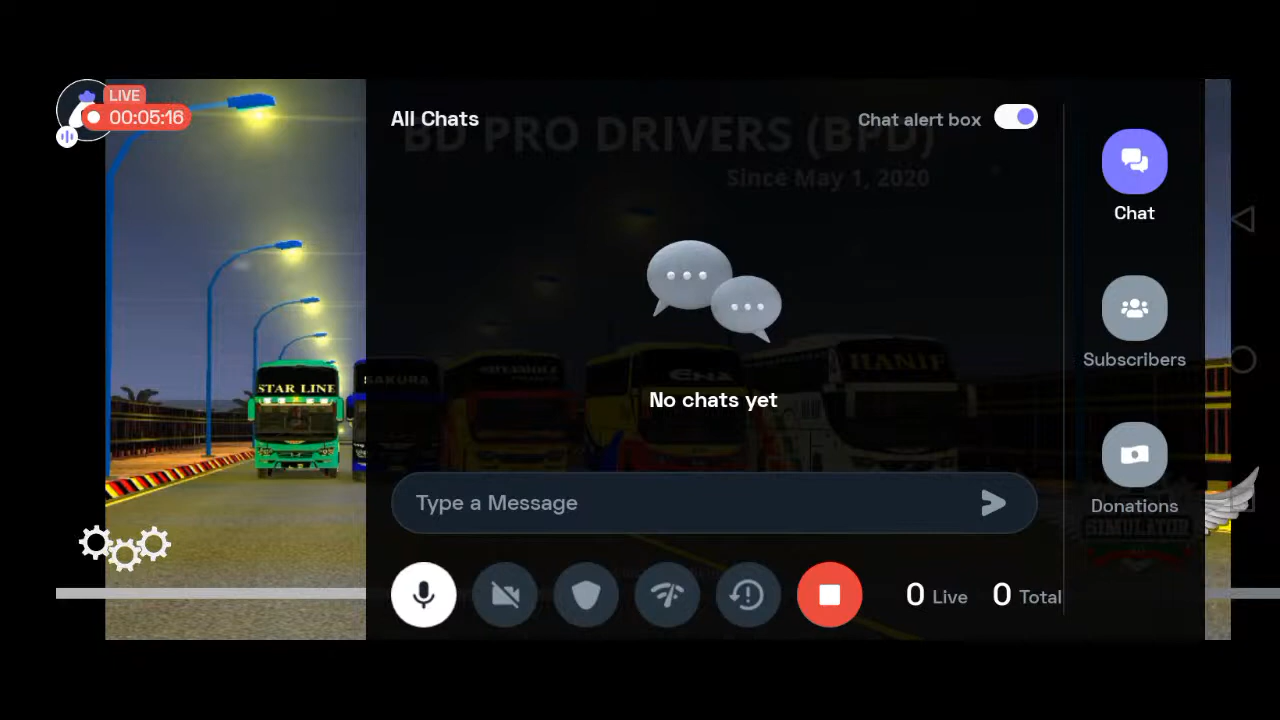 LIVE
00:05:16
All Chats
Chat alert box
BD PRO DRIVERS (BPD)
Since May 1, 2020
Chat
STAR LINE
SAKURA
HANIF
No chats yet
Subscribers
Type a Message
Donations
SIMULATOR
0 Live 0 Total